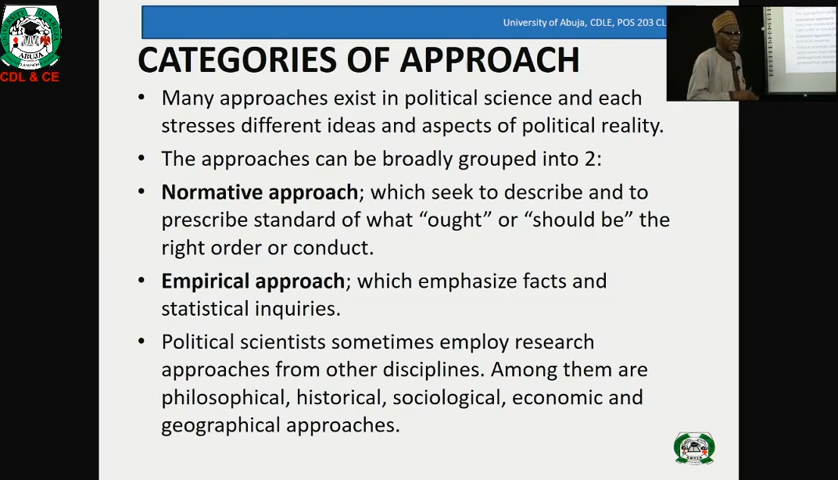 University of Abuja, CDLE, POS 203 CL
CDL & CE
ABUJA
CATEGORIES OF APPROACH
• Many approaches exist in political science and each
stresses different ideas and aspects of political reality.
• The approaches can be broadly grouped into 2:
• Normative approach; which seek to describe and to
prescribe standard of what “ought” or “should be” the
right order or conduct.
• Empirical approach; which emphasize facts and
statistical inquiries.
• Political scientists sometimes employ research
approaches from other disciplines. Among them are
philosophical, historical, sociological, economic and
geographical approaches.